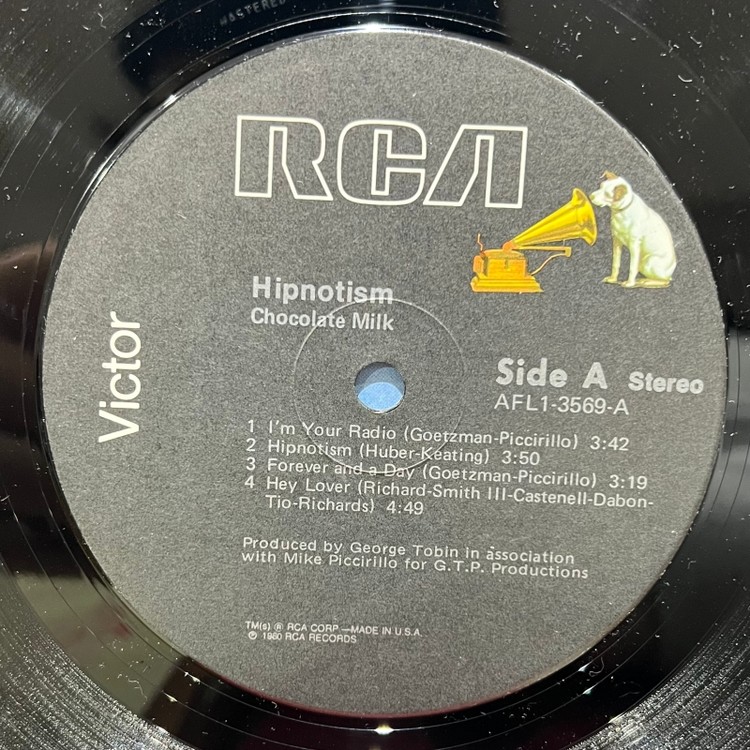 MASTERED
RCA
Hipnotism
Chocolate Milk
Victor
Side A Stereo
AFL1-3569-A
1 I'm Your Radio (Goetzman-Piccirillo) 3:42
2 Hipnotism (Huber-Keating) 3:50
3 Forever and a Day (Goetzman-Piccirillo) 3:19
4 Hey Lover (Richard-Smith III-Castenell-Dabon-
Tio-Richards) 4:49
Produced by George Tobin in association
with Mike Piccirillo for G.T.P. Productions
TM(s) ® RCA CORP —MADE IN U.S.A.
℗ 1980 RCA RECORDS